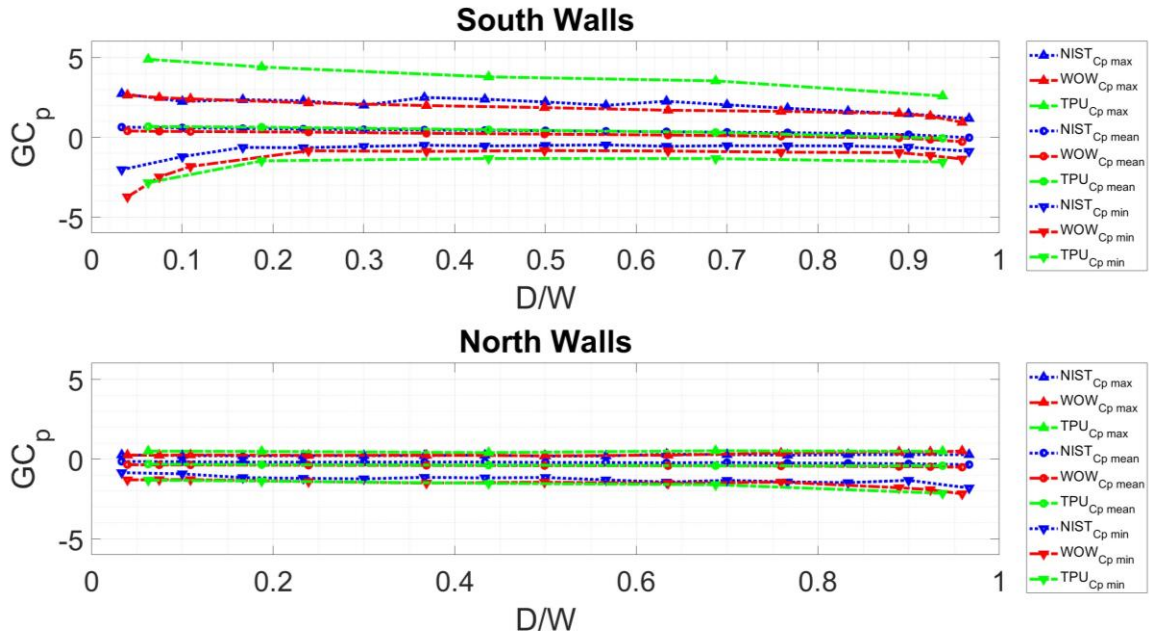 South Walls
5
0
-5
GCp
0 0.1 0.2 0.3 0.4 0.5 0.6 0.7 0.8 0.9 1
D/W
NIST Cp max
WOW Cp max
TPU Cp max
NIST Cp mean
WOW Cp mean
TPU Cp mean
NIST Cp min
WOW Cp min
TPU Cp min
North Walls
5
0
-5
GCp
0 0.2 0.4 0.6 0.8 1
D/W
NIST Cp max
WOW Cp max
TPU Cp max
NIST Cp mean
WOW Cp mean
TPU Cp mean
NIST Cp min
WOW Cp min
TPU Cp min